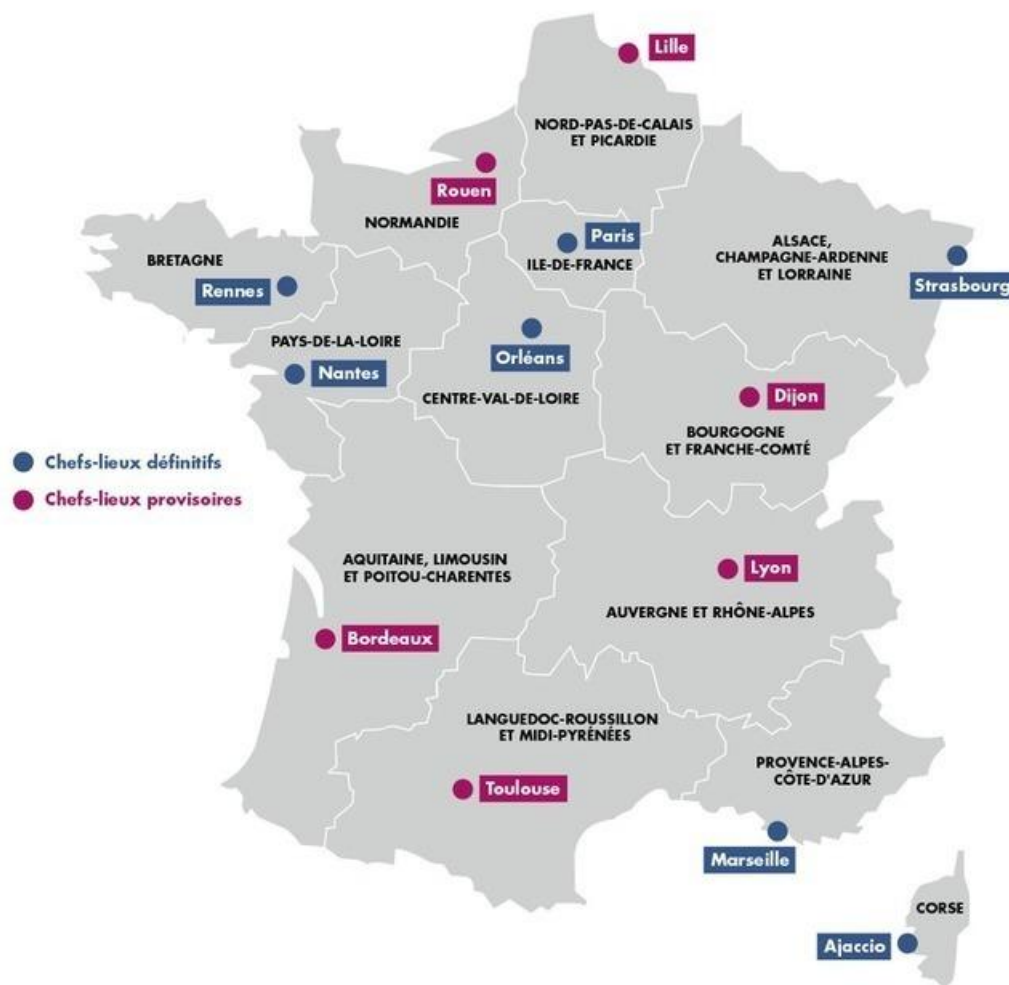 Lille
NORD-PAS-DE-CALAIS
ET PICARDIE
Rouen
NORMANDIE
Paris
ILE-DE-FRANCE
ALSACE,
CHAMPAGNE-ARDENNE
ET LORRAINE
Strasbourg
BRETAGNE
Rennes
PAYS-DE-LA-LOIRE
Nantes
Orléans
CENTRE-VAL-DE-LOIRE
Dijon
BOURGOGNE
ET FRANCHE-COMTÉ
Chefs-lieux définitifs
Chefs-lieux provisoires
AQUITAINE, LIMOUSIN
ET POITOU-CHARENTES
Bordeaux
Lyon
AUVERGNE ET RHÔNE-ALPES
LANGUEDOC-ROUSSILLON
ET MIDI-PYRÉNÉES
Toulouse
PROVENCE-ALPES-
CÔTE-D'AZUR
Marseille
CORSE
Ajaccio